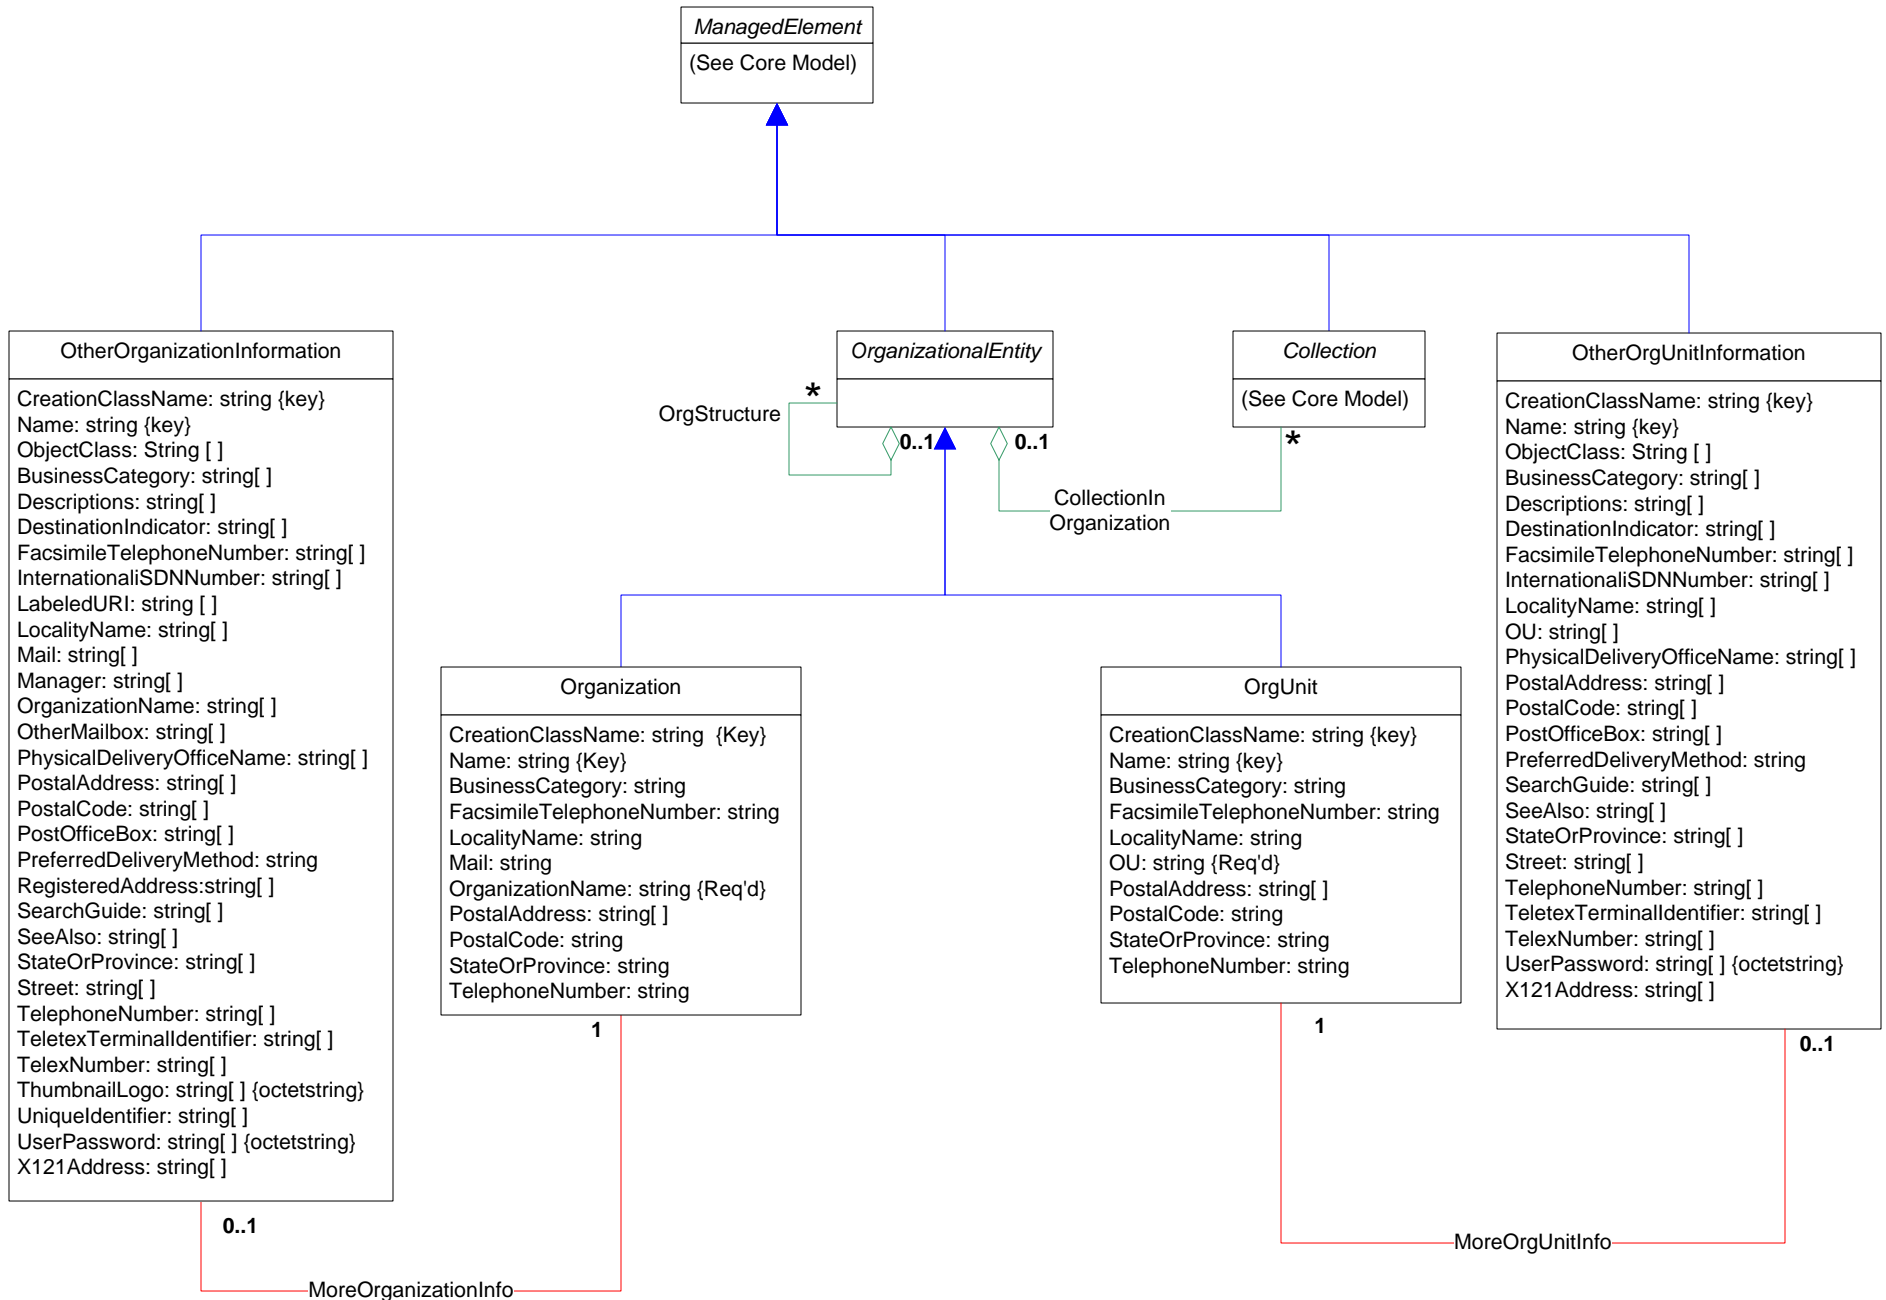 ManagedElement
(See Core Model)
OtherOrganizationInformation
CreationClassName: string {key}
Name: string {key}
ObjectClass: String [ ]
BusinessCategory: string[ ]
Descriptions: string[ ]
DestinationIndicator: string[ ]
FacsimileTelephoneNumber: string[ ]
InternationaliSDNNumber: string[ ]
LabeledURI: string [ ]
LocalityName: string[ ]
Mail: string[ ]
Manager: string[ ]
OrganizationName: string[ ]
OtherMailbox: string[ ]
PhysicalDeliveryOfficeName: string[ ]
PostalAddress: string[ ]
PostalCode: string[ ]
PostOfficeBox: string[ ]
PreferredDeliveryMethod: string
RegisteredAddress:string[ ]
SearchGuide: string[ ]
SeeAlso: string[ ]
StateOrProvince: string[ ]
Street: string[ ]
TelephoneNumber: string[ ]
TeletexTerminalIdentifier: string[ ]
TelexNumber: string[ ]
ThumbnailLogo: string[ ] {octetstring}
UniqueIdentifier: string[ ]
UserPassword: string[ ] {octetstring}
X121Address: string[ ]
0..1
OrganizationalEntity
*
OrgStructure
0..1
0..1
Collection
(See Core Model)
*
CollectionIn
Organization
Organization
CreationClassName: string  {Key}
Name: string {Key}
BusinessCategory: string
FacsimileTelephoneNumber: string
LocalityName: string
Mail: string
OrganizationName: string {Req'd}
PostalAddress: string[ ]
PostalCode: string
StateOrProvince: string
TelephoneNumber: string
1
MoreOrganizationInfo
OrgUnit
CreationClassName: string {key}
Name: string {key}
BusinessCategory: string
FacsimileTelephoneNumber: string
LocalityName: string
OU: string {Req'd}
PostalAddress: string[ ]
PostalCode: string
StateOrProvince: string
TelephoneNumber: string
1
OtherOrgUnitInformation
CreationClassName: string {key}
Name: string {key}
ObjectClass: String [ ]
BusinessCategory: string[ ]
Descriptions: string[ ]
DestinationIndicator: string[ ]
FacsimileTelephoneNumber: string[ ]
InternationaliSDNNumber: string[ ]
LocalityName: string[ ]
OU: string[ ]
PhysicalDeliveryOfficeName: string[ ]
PostalAddress: string[ ]
PostalCode: string[ ]
PostOfficeBox: string[ ]
PreferredDeliveryMethod: string
SearchGuide: string[ ]
SeeAlso: string[ ]
StateOrProvince: string[ ]
Street: string[ ]
TelephoneNumber: string[ ]
TeletexTerminalIdentifier: string[ ]
TelexNumber: string[ ]
UserPassword: string[ ] {octetstring}
X121Address: string[ ]
0..1
MoreOrgUnitInfo